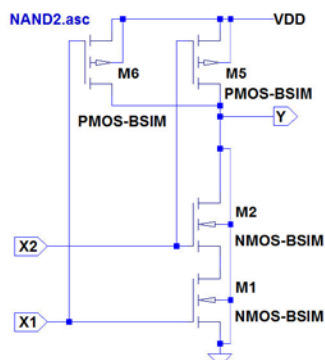 NAND2.asc
VDD
M6
M5
PMOS-BSIM
PMOS-BSIM
Y
M2
X2
NMOS-BSIM
M1
X1
NMOS-BSIM